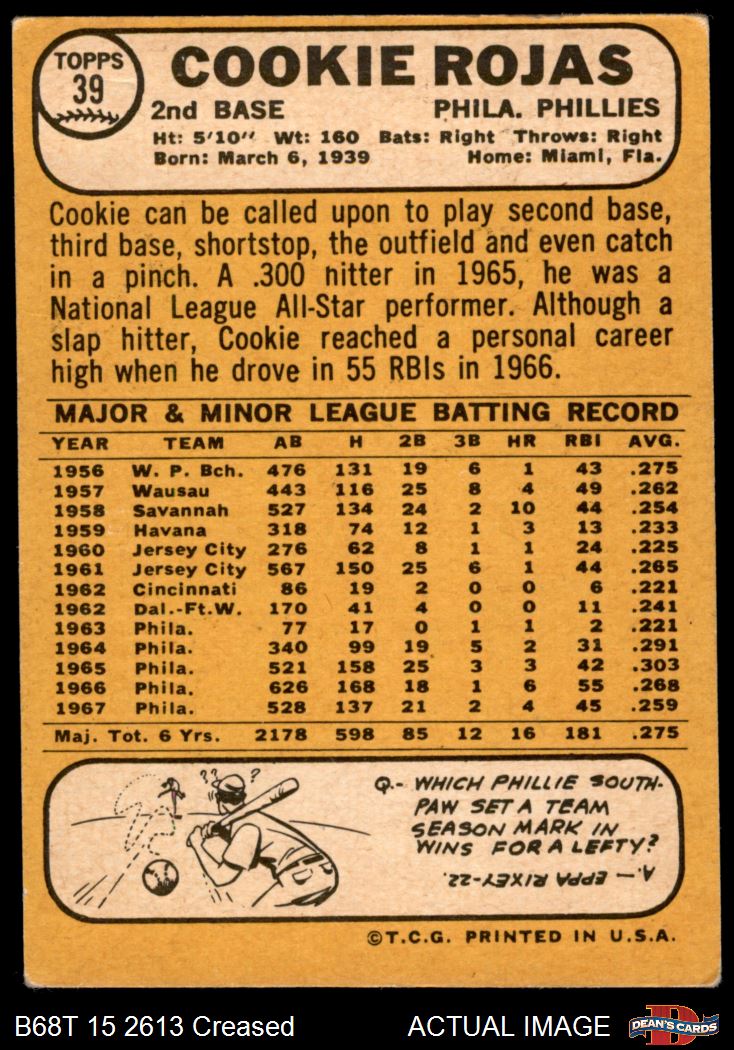 TOPPS
39
COOKIE ROJAS
2nd BASE PHILA. PHILLIES
Ht: 5'10" Wt: 160 Bats: Right Throws: Right
Born: March 6, 1939 Home: Miami, Fla.
Cookie can be called upon to play second base,
third base, shortstop, the outfield and even catch
in a pinch. A .300 hitter in 1965, he was a
National League All-Star performer. Although a
slap hitter, Cookie reached a personal career
high when he drove in 55 RBIs in 1966.
MAJOR & MINOR LEAGUE BATTING RECORD
YEAR TEAM AB H 2B 3B HR RBI AVG.
1956 W. P. Bch. 476 131 19 6 1 43 .275
1957 Wausau 443 116 25 8 4 49 .262
1958 Savannah 527 134 24 2 10 44 .254
1959 Havana 318 74 12 1 3 13 .233
1960 Jersey City 276 62 8 1 1 24 .225
1961 Jersey City 567 150 25 6 1 44 .265
1962 Cincinnati 86 19 2 0 0 6 .221
1962 Dal.-Ft.W. 170 41 4 0 0 11 .241
1963 Phila. 77 17 0 1 1 2 .221
1964 Phila. 340 99 19 5 2 31 .291
1965 Phila. 521 158 25 3 3 42 .303
1966 Phila. 626 168 18 1 6 55 .268
1967 Phila. 528 137 21 2 4 45 .259
Maj. Tot. 6 Yrs. 2178 598 85 12 16 181 .275
?? ?
Q.- WHICH PHILLIE SOUTH-
PAW SET A TEAM
SEASON MARK IN
WINS FOR A LEFTY?
A.— EPPA RIXEY-22.
©T.C.G. PRINTED IN U.S.A.
B68T 15 2613 Creased ACTUAL IMAGE
D
DEAN'S CARDS